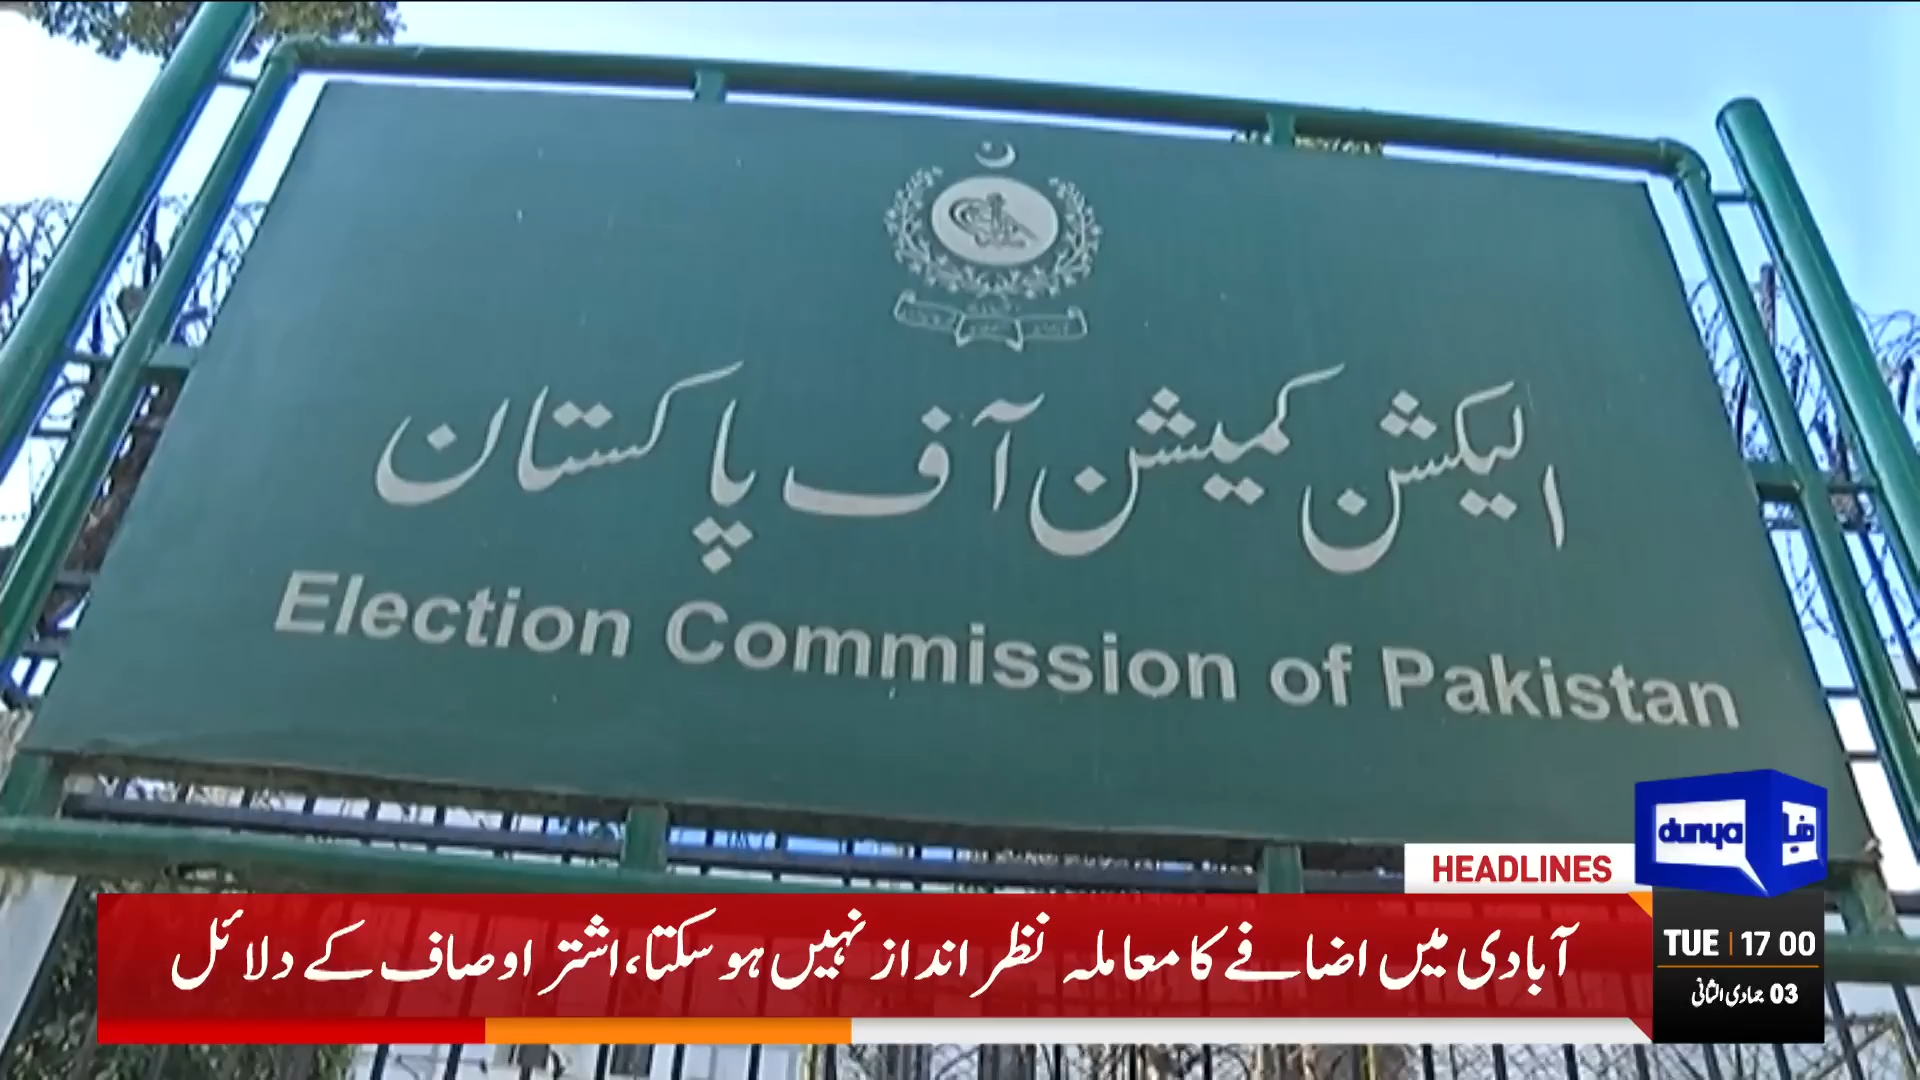 الیکشن کمیشن آف پاکستان
Election Commission of Pakistan
dunya دنیا
HEADLINES
آبادی میں اضافے کا معاملہ نظر انداز نہیں ہو سکتا، اشتر اوصاف کے دلائل
TUE 17 00
03 جمادی الثانی